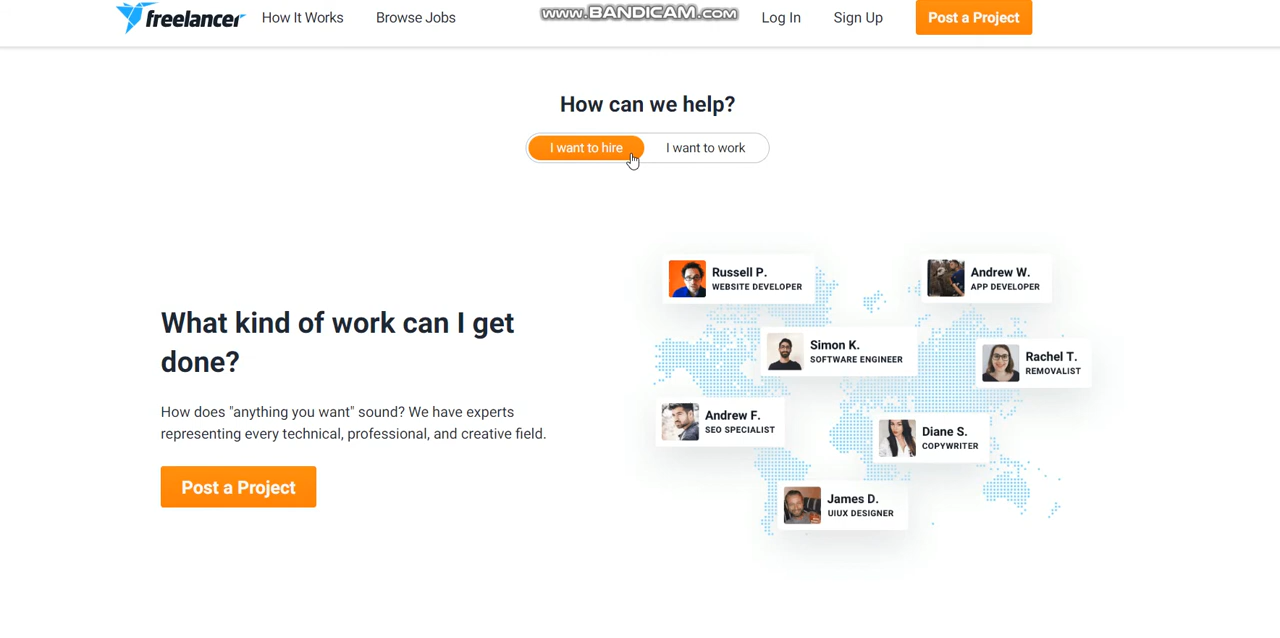 freelancer How It Works Browse Jobs www.BANDICAM.com Log In Sign Up Post a Project
How can we help?
I want to hire I want to work
What kind of work can I get
done?
How does "anything you want" sound? We have experts
representing every technical, professional, and creative field.
Post a Project
Russell P.
WEBSITE DEVELOPER
Andrew W.
APP DEVELOPER
Simon K.
SOFTWARE ENGINEER
Rachel T.
REMOVALIST
Andrew F.
SEO SPECIALIST
Diane S.
COPYWRITER
James D.
UIUX DESIGNER